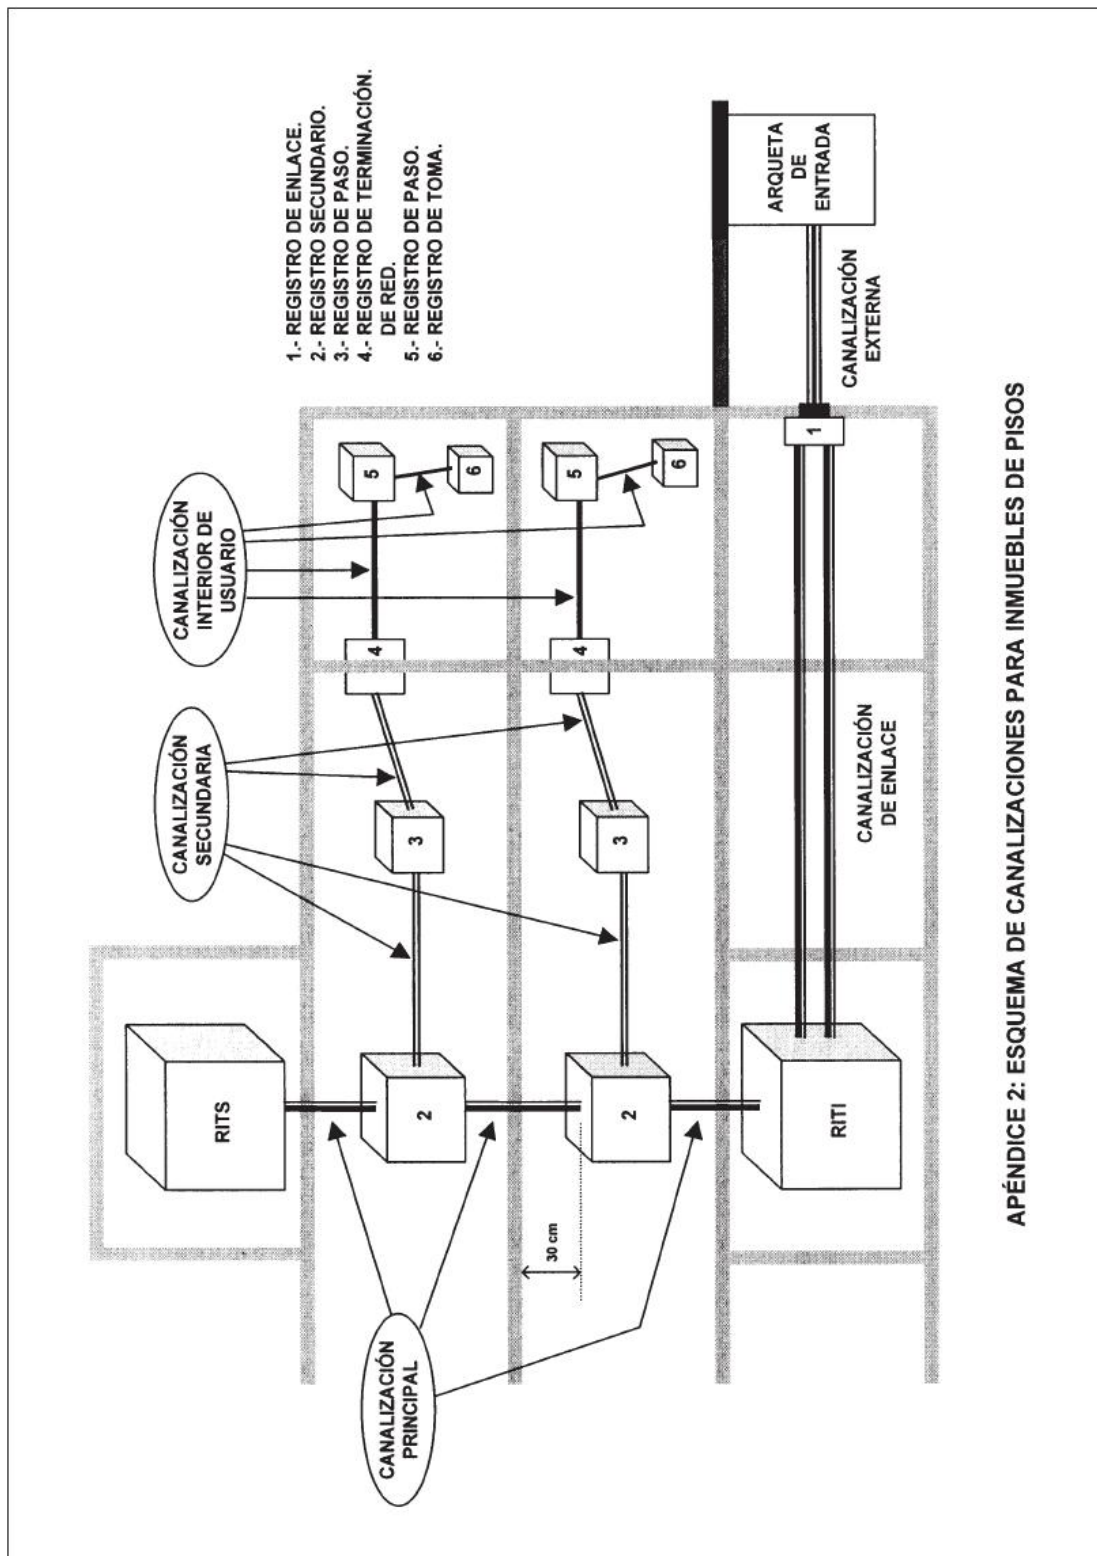 1.- REGISTRO DE ENLACE.
2.- REGISTRO SECUNDARIO.
3.- REGISTRO DE PASO.
4.- REGISTRO DE TERMINACIÓN.
DE RED.
5.- REGISTRO DE PASO.
6.- REGISTRO DE TOMA.
CANALIZACIÓN
INTERIOR DE
USUARIO
CANALIZACIÓN
SECUNDARIA
CANALIZACIÓN
PRINCIPAL
RITS
2
3
4
5
6
30 cm
2
3
4
5
6
RITI
CANALIZACIÓN
DE ENLACE
1
CANALIZACIÓN
EXTERNA
ARQUETA
DE
ENTRADA
APÉNDICE 2: ESQUEMA DE CANALIZACIONES PARA INMUEBLES DE PISOS